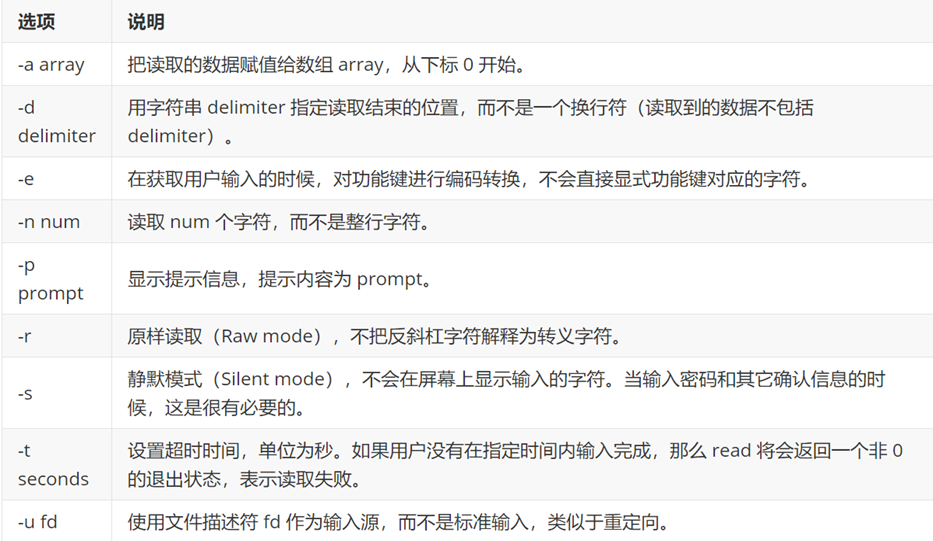 选项 说明
-a array 把读取的数据赋值给数组 array，从下标 0 开始。
-d
delimiter
用字符串 delimiter 指定读取结束的位置，而不是一个换行符（读取到的数据不包括
delimiter）。
-e 在获取用户输入的时候，对功能键进行编码转换，不会直接显式功能键对应的字符。
-n num 读取 num 个字符，而不是整行字符。
-p
prompt
显示提示信息，提示内容为 prompt。
-r 原样读取（Raw mode），不把反斜杠字符解释为转义字符。
-s
静默模式（Silent mode），不会在屏幕上显示输入的字符。当输入密码和其它确认信息的时
候，这是很有必要的。
-t
seconds
设置超时时间，单位为秒。如果用户没有在指定时间内输入完成，那么 read 将会返回一个非 0
的退出状态，表示读取失败。
-u fd 使用文件描述符 fd 作为输入源，而不是标准输入，类似于重定向。